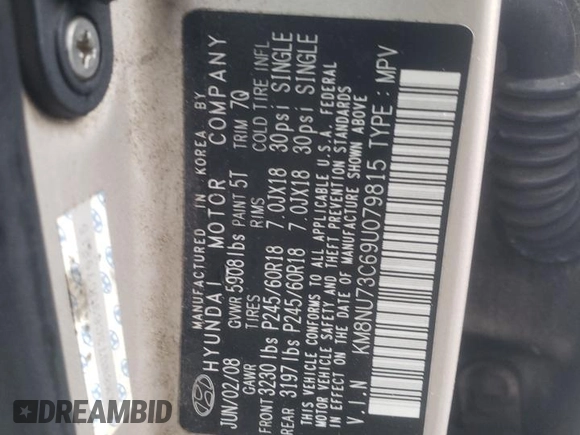 MANUFACTURED IN KOREA BY
HYUNDAI MOTOR COMPANY
JUN/02/08 GVWR 5908lbs PAINT 5T TRIM 7Q
GAWR TIRES RIMS COLD TIRE INFL
FRONT 3230 lbs P245/60R18 7.0JX18 30psi SINGLE
REAR 3197 lbs P245/60R18 7.0JX18 30psi SINGLE
THIS VEHICLE CONFORMS TO ALL APPLICABLE U.S.A. FEDERAL
MOTOR VEHICLE SAFETY AND THEFT PREVENTION STANDARDS
IN EFFECT ON THE DATE OF MANUFACTURE SHOWN ABOVE
V.I.N KM8NU73C69U079815 TYPE : MPV
DREAMBID